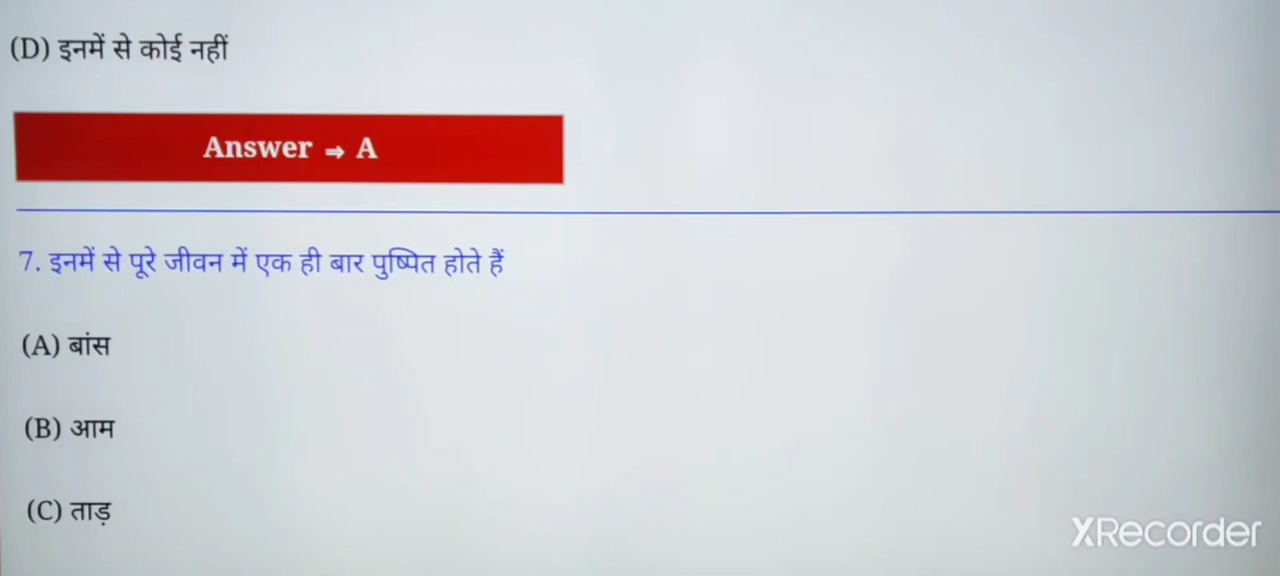 (D) इनमें से कोई नहीं
Answer ⇒ A
7. इनमें से पूरे जीवन में एक ही बार पुष्पित होते हैं
(A) बांस
(B) आम
(C) ताड़
XRecorder